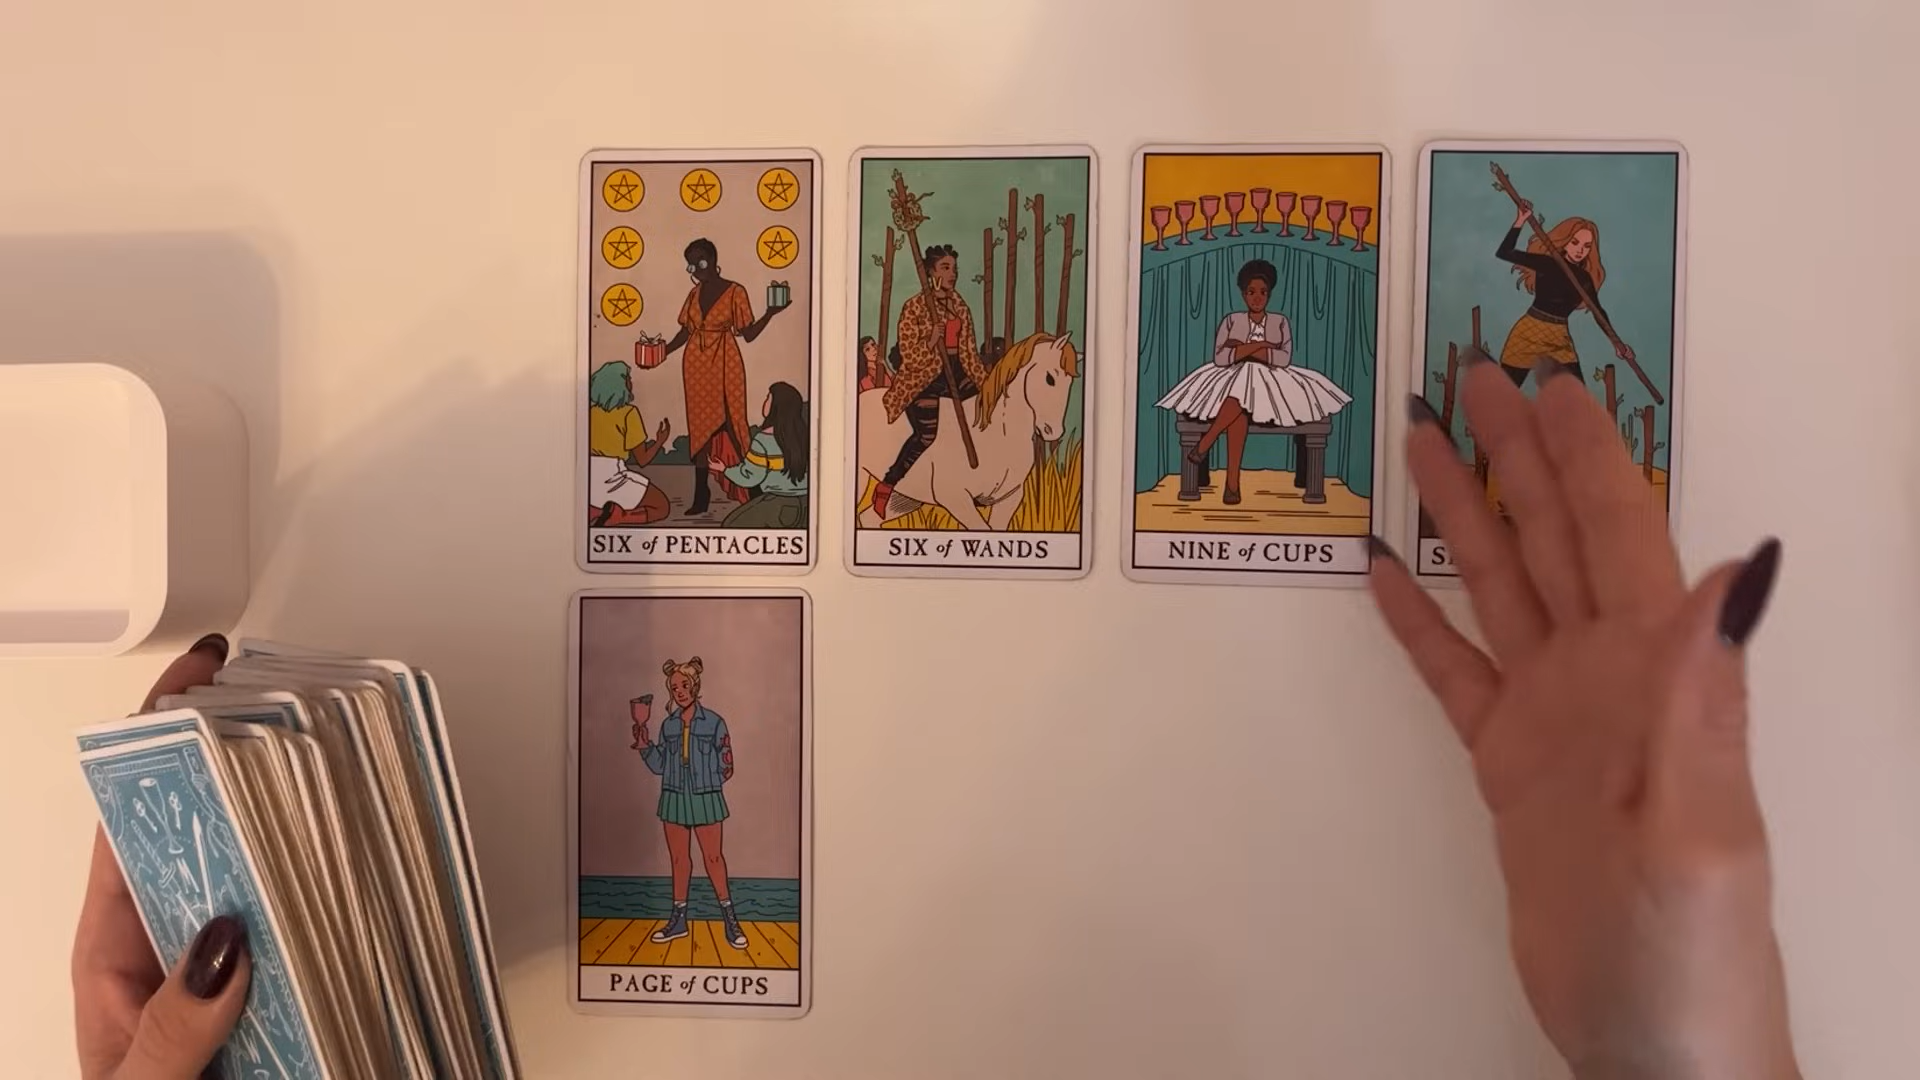 SIX of PENTACLES
SIX of WANDS
NINE of CUPS
PAGE of CUPS